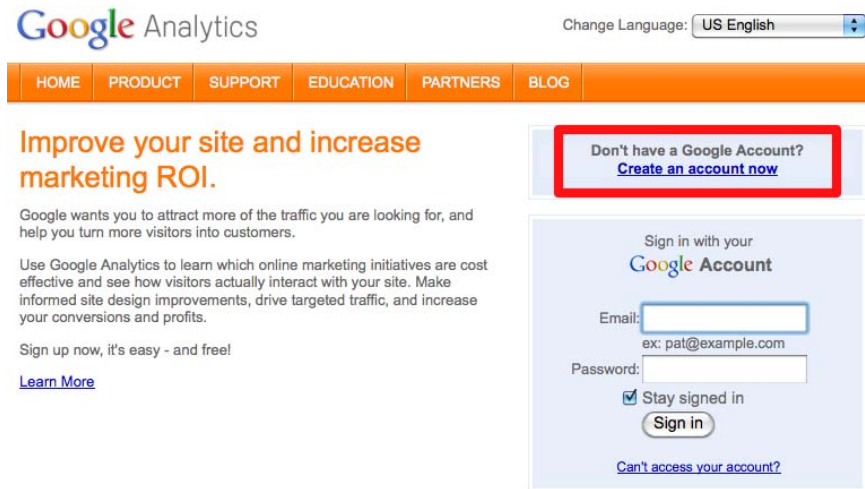 Google Analytics
Change Language: US English
HOME PRODUCT SUPPORT EDUCATION PARTNERS BLOG
Improve your site and increase
marketing ROI.
Google wants you to attract more of the traffic you are looking for, and
help you turn more visitors into customers.
Use Google Analytics to learn which online marketing initiatives are cost
effective and see how visitors actually interact with your site. Make
informed site design improvements, drive targeted traffic, and increase
your conversions and profits.
Sign up now, it's easy - and free!
Learn More
Don't have a Google Account?
Create an account now
Sign in with your
Google Account
Email:
ex: pat@example.com
Password:
Stay signed in
Sign in
Can't access your account?